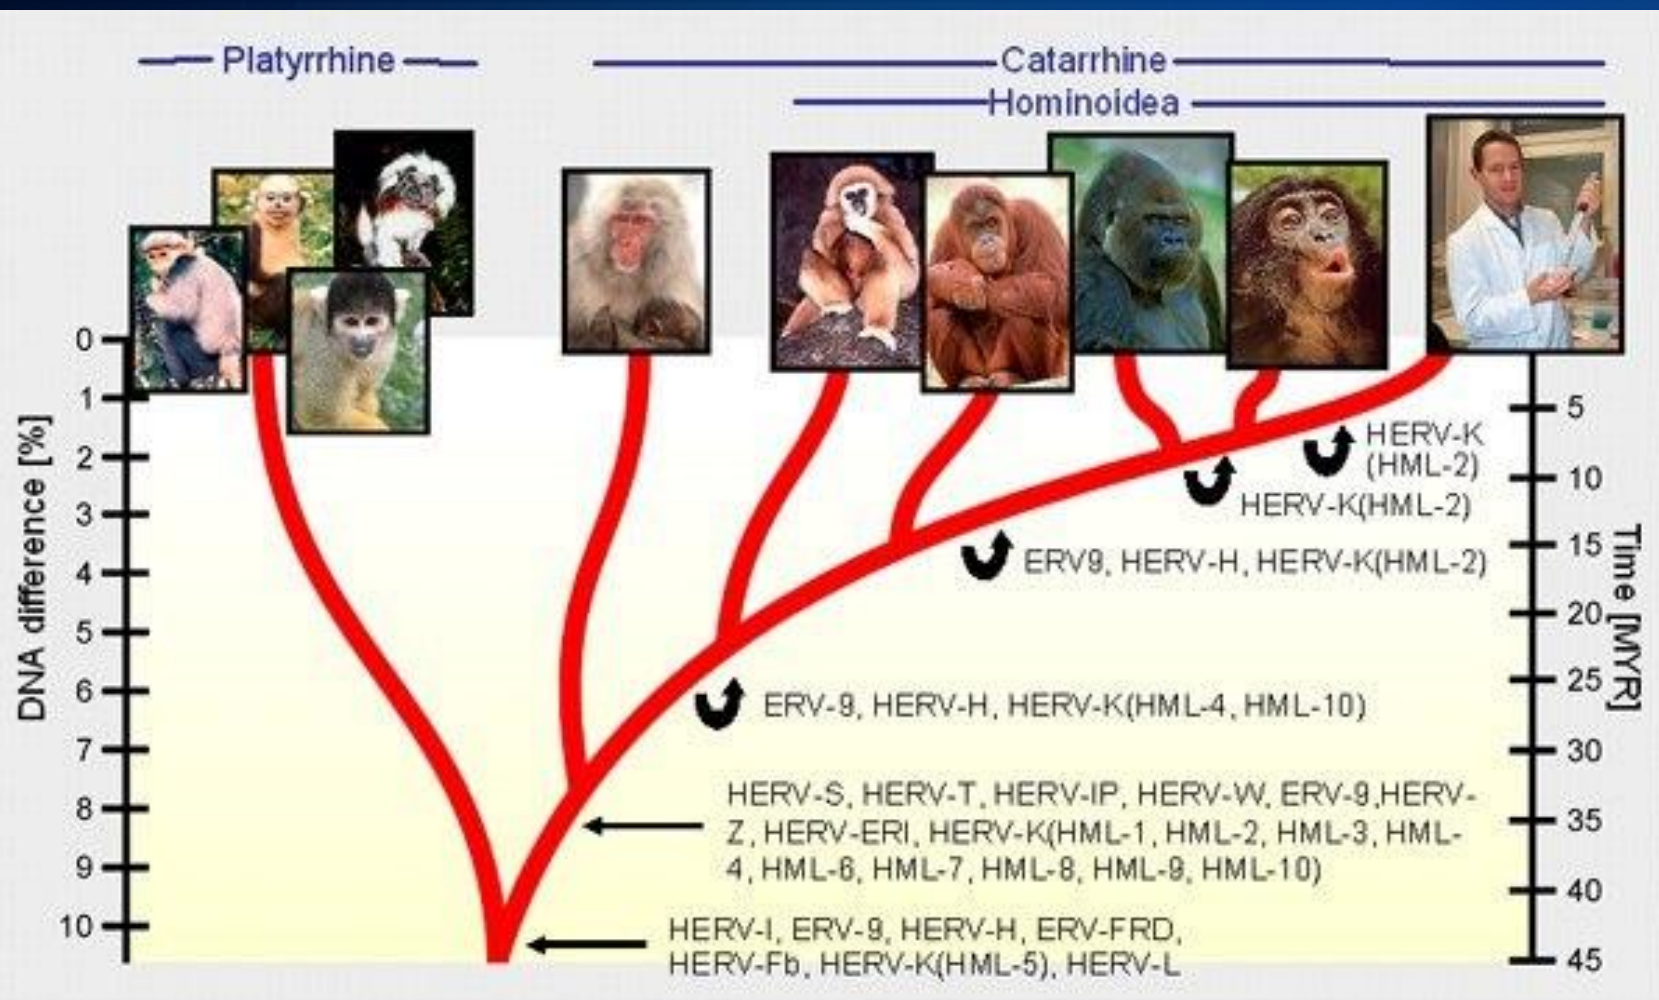 Platyrrhine
Catarrhine
Hominoidea
DNA difference [%]
0
1
2
3
4
5
6
7
8
9
10
Time [MYR]
5
10
15
20
25
30
35
40
45
HERV-K
(HML-2)
HERV-K(HML-2)
ERV9, HERV-H, HERV-K(HML-2)
ERV-9, HERV-H, HERV-K(HML-4, HML-10)
HERV-S, HERV-T, HERV-IP, HERV-W, ERV-9,HERV-
Z, HERV-ERI, HERV-K(HML-1, HML-2, HML-3, HML-
4, HML-6, HML-7, HML-8, HML-9, HML-10)
HERV-I, ERV-9, HERV-H, ERV-FRD,
HERV-Fb, HERV-K(HML-5), HERV-L